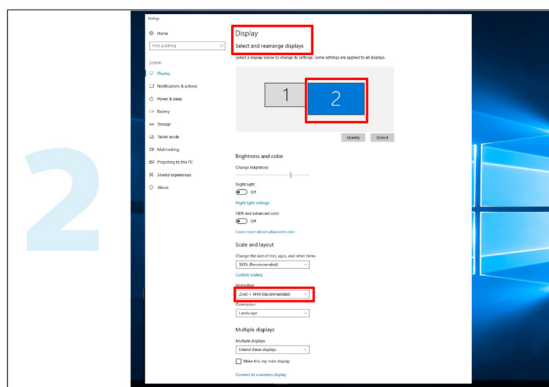 2
Settings
Home
Find a setting
System
Display
Notifications & actions
Power & sleep
Battery
Storage
Tablet mode
Multitasking
Projecting to this PC
Shared experiences
About
Display
Select and rearrange displays
Select a display below to change its settings. Some settings are applied to all displays.
1
2
Identify
Detect
Brightness and color
Change brightness
Night light
Off
Night light settings
HDR and advanced color
Off
Learn more about advanced color
Scale and layout
Change the size of text, apps, and other items
100% (Recommended)
Custom scaling
Resolution
2560 × 1440 (Recommended)
Orientation
Landscape
Multiple displays
Multiple displays
Extend these displays
Make this my main display
Connect to a wireless display